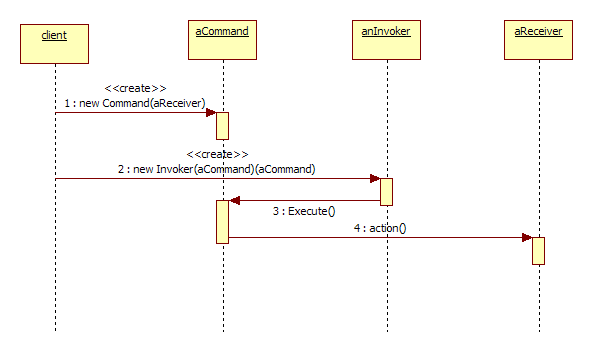 client
aCommand
anInvoker
aReceiver
<<create>>
1 : new Command(aReceiver)
<<create>>
2 : new Invoker(aCommand)(aCommand)
3 : Execute()
4 : action()